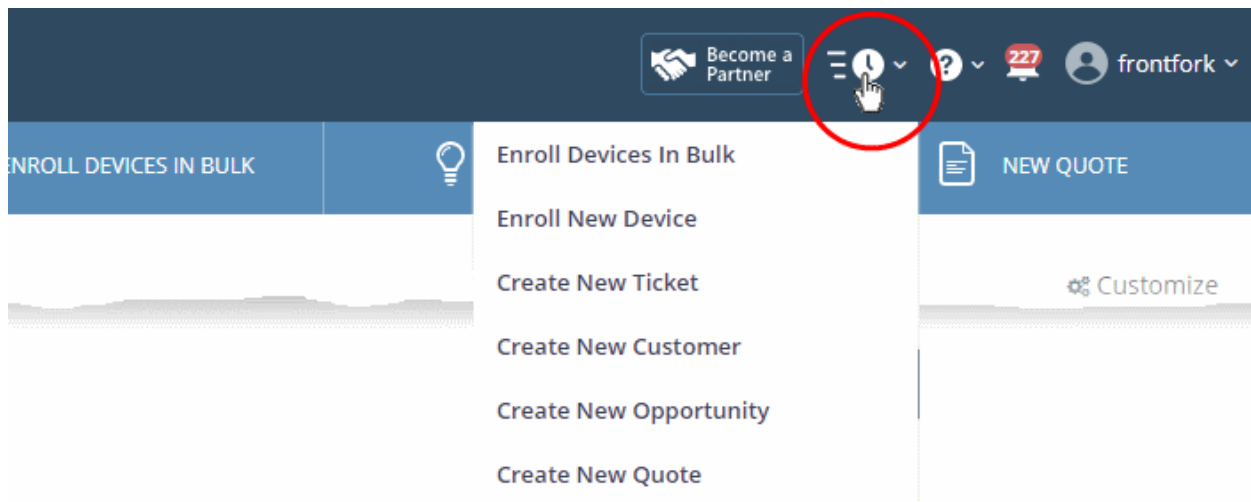 Become a
Partner
?
227
frontfork
NROLL DEVICES IN BULK
NEW QUOTE
Enroll Devices In Bulk
Enroll New Device
Create New Ticket
Customize
Create New Customer
Create New Opportunity
Create New Quote